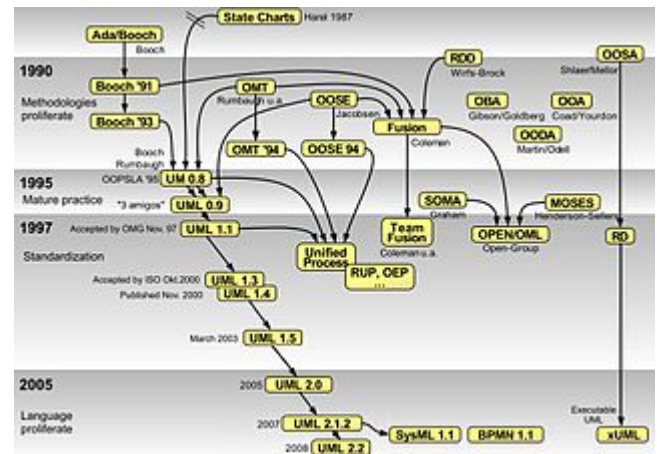 State Charts
Harel 1987
Ada/Booch
Booch
RDD
Wirfs-Brock
OOSA
Shlaer/Mellor
1990
Methodologies
proliferate
Booch '91
OMT
Rumbaugh u.a.
OOSE
Jacobsen
OBA
Gibson/Goldberg
OOA
Coad/Yourdon
Booch '93
Fusion
Coleman
OODA
Martin/Odell
OMT '94
OOSE 94
Booch
Rumbaugh
1995
Mature practice
OOPSLA '95
UM 0.8
"3 amigos"
UML 0.9
SOMA
Graham
MOSES
Henderson-Sellers
1997
Standardization
Accepted by OMG Nov. 97
UML 1.1
Unified
Process
Team
Fusion
Coleman u.a.
OPEN/OML
Open-Group
RD
RUP, OEP
...
Accepted by ISO Okt.2000
UML 1.3
Published Nov. 2000
UML 1.4
March 2003
UML 1.5
2005
Language
proliferate
2005
UML 2.0
2007
UML 2.1.2
Executable
UML
SysML 1.1
BPMN 1.1
xUML
2008
UML 2.2